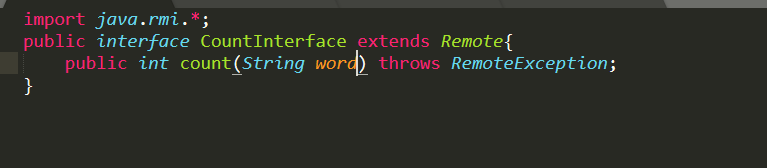 import java.rmi.*;
public interface CountInterface extends Remote{
    public int count(String word) throws RemoteException;
}